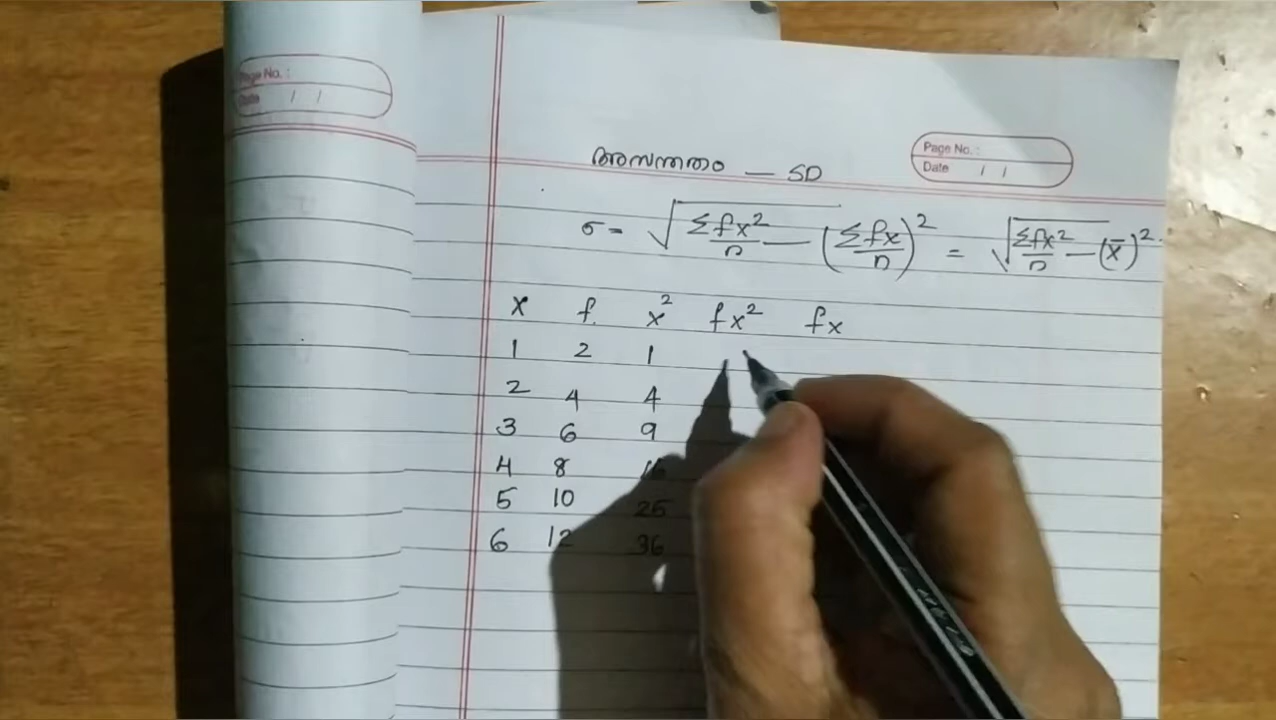 Page No. :
Date / /
Page No. :
Date / /
അസന്തതം — SD
σ = √(Σfx²/n — (Σfx/n)²) = √(Σfx²/n — (x̄)²)
x f x² fx² fx
1 2 1
2 4 4
3 6 9
4 8 16
5 10 25
6 12 36